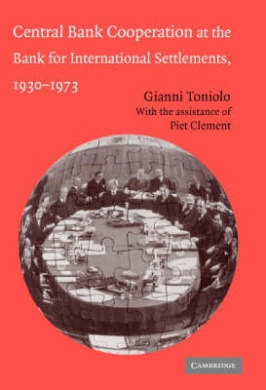 Central Bank Cooperation at the
Bank for International Settlements,
1930–1973
Gianni Toniolo
With the assistance of
Piet Clement
CAMBRIDGE